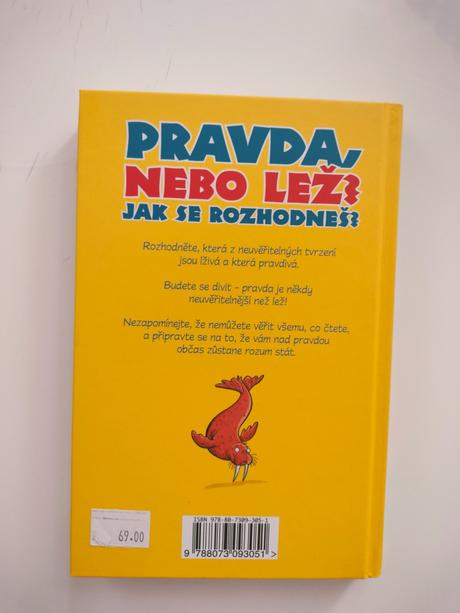 PRAVDA,
NEBO LEŽ?
JAK SE ROZHODNEŠ?
Rozhodněte, která z neuvěřitelných tvrzení
jsou lživá a která pravdivá.
Budete se divit – pravda je někdy
neuvěřitelnější než lež!
Nezapomínejte, že nemůžete věřit všemu, co čtete,
a připravte se na to, že vám nad pravdou
občas zůstane rozum stát.
69.00
ISBN 978-80-7309-305-1
9 788073 093051 >